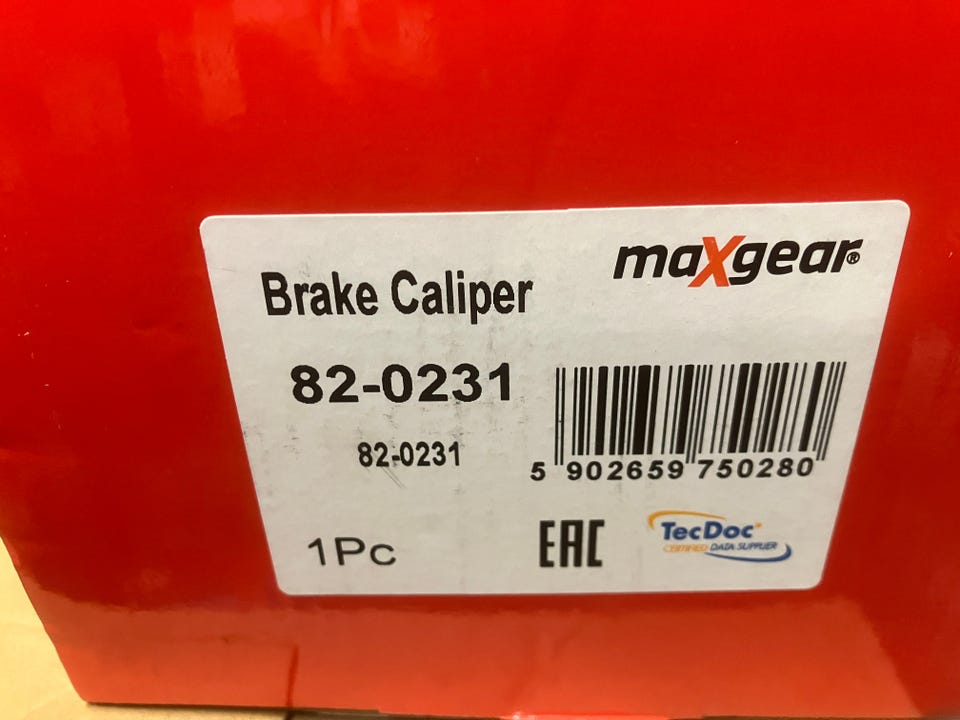 maXgear®
Brake Caliper
82-0231
82-0231
5 902659 750280
1Pc
EAC
TecDoc
CERTIFIED DATA SUPPLIER